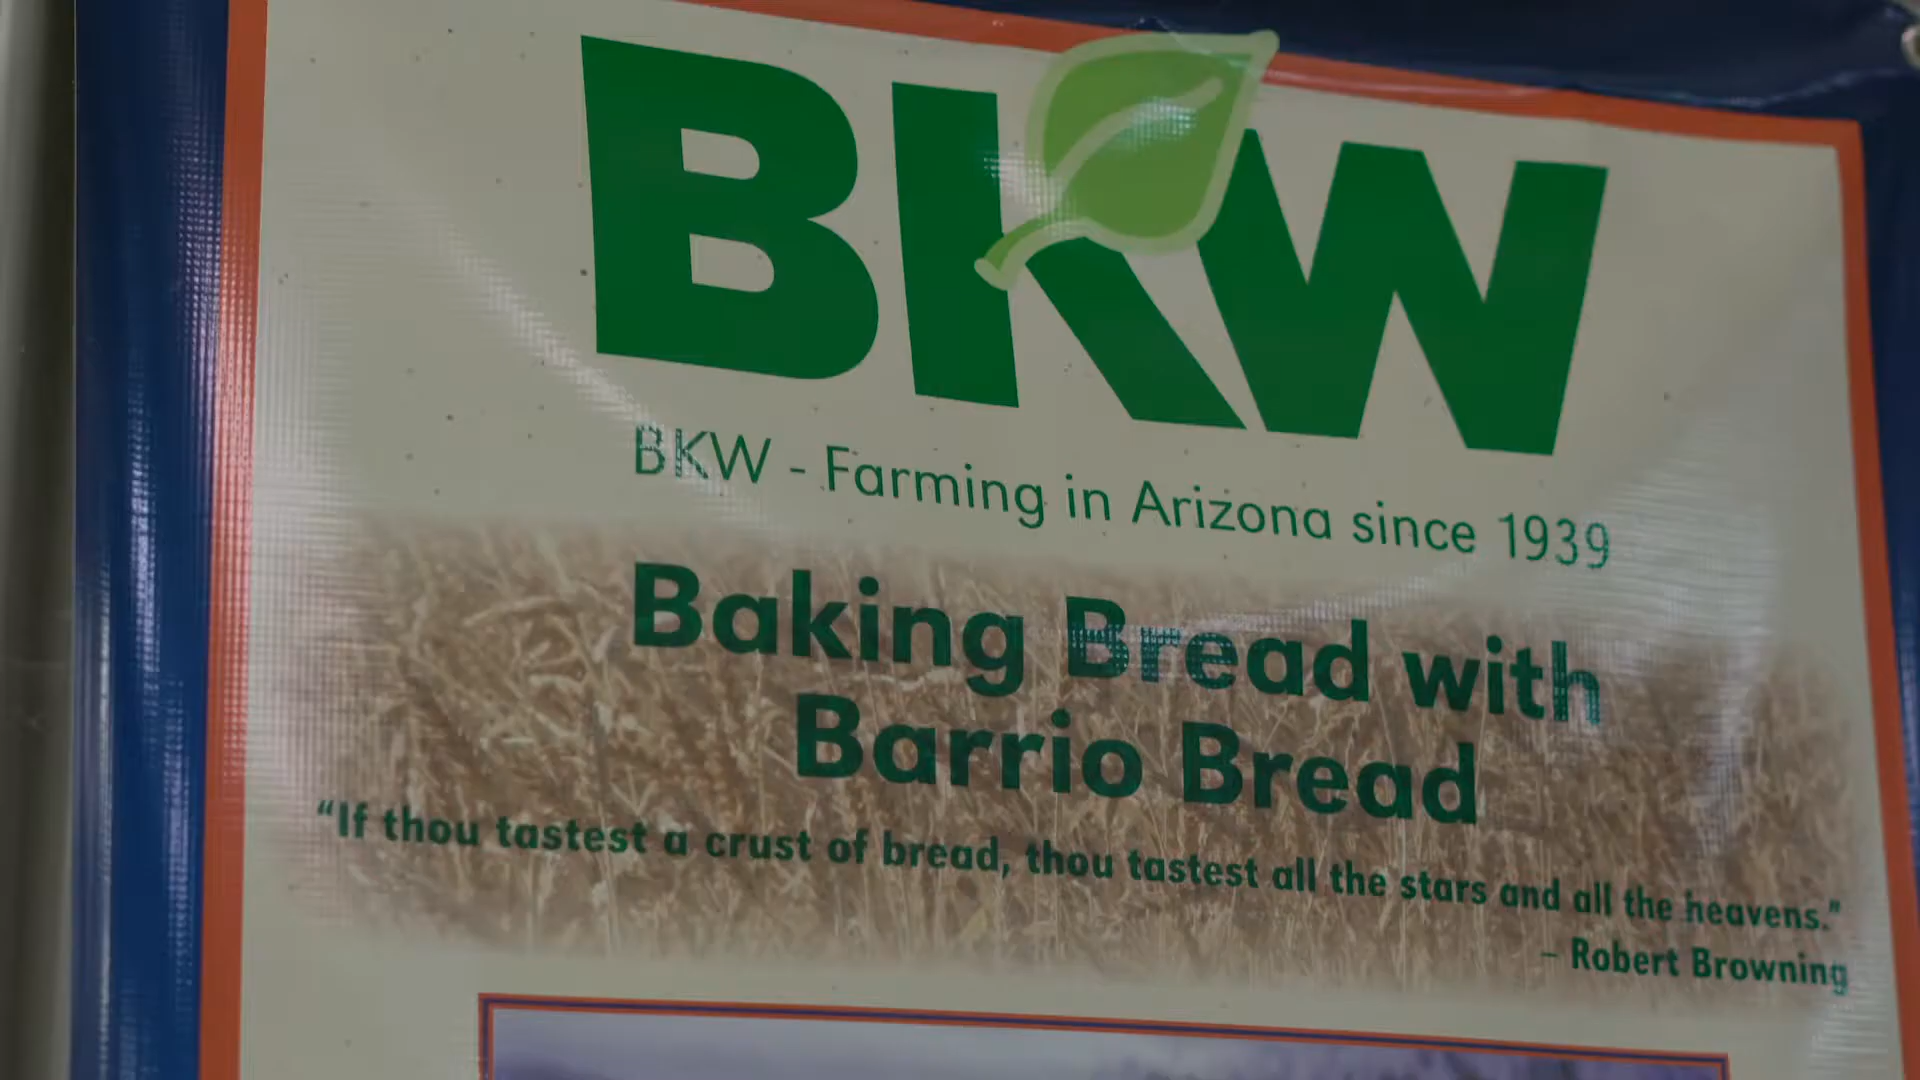 BKW
BKW - Farming in Arizona since 1939
Baking Bread with
Barrio Bread
“If thou tastest a crust of bread, thou tastest all the stars and all the heavens.”
– Robert Browning